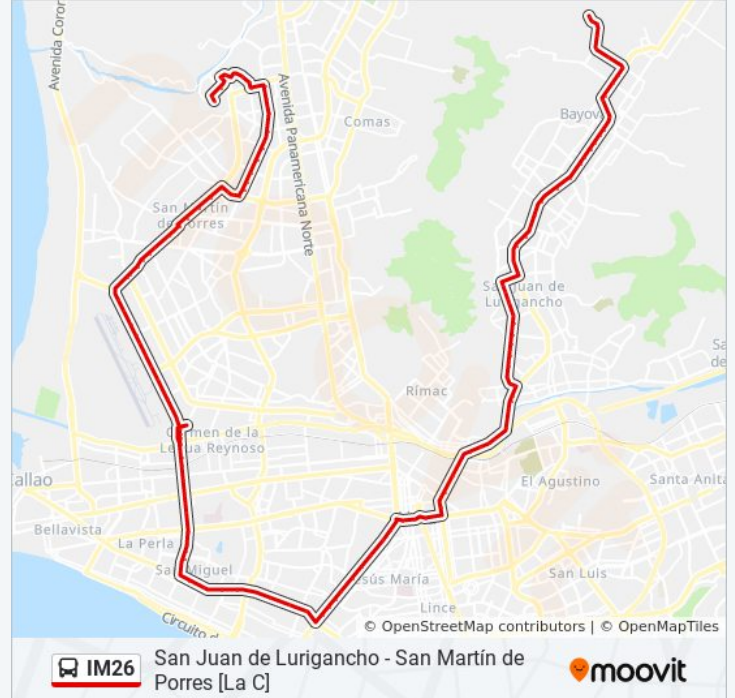 Avenida Coron
Avenida Panamericana Norte
Comas
Bayóv
San Martín
de Porres
San Juan de
Lurigancho
Sa
de
Rímac
Carmen de la
Legua Reynoso
Callao
El Agustino
Santa Anita
Bellavista
La Perla
San Miguel
Jesús María
San Luis
Lince
Circuito d
© OpenStreetMap contributors | © OpenMapTiles
IM26
San Juan de Lurigancho - San Martín de
Porres [La C]
moovit